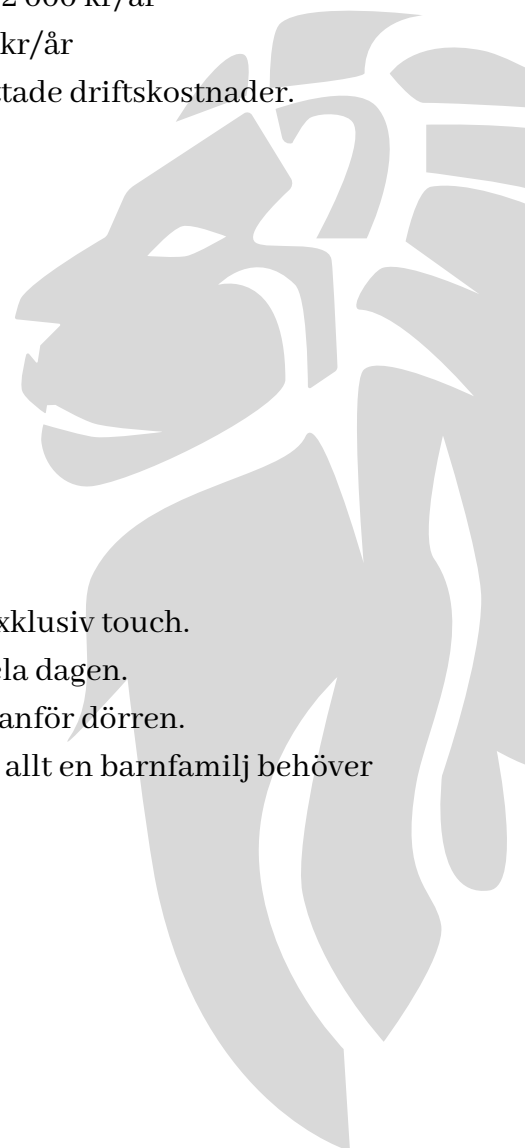 2 000 kr/år
kr/år
tade driftskostnader.
xklusiv touch.
ela dagen.
anför dörren.
allt en barnfamilj behöver